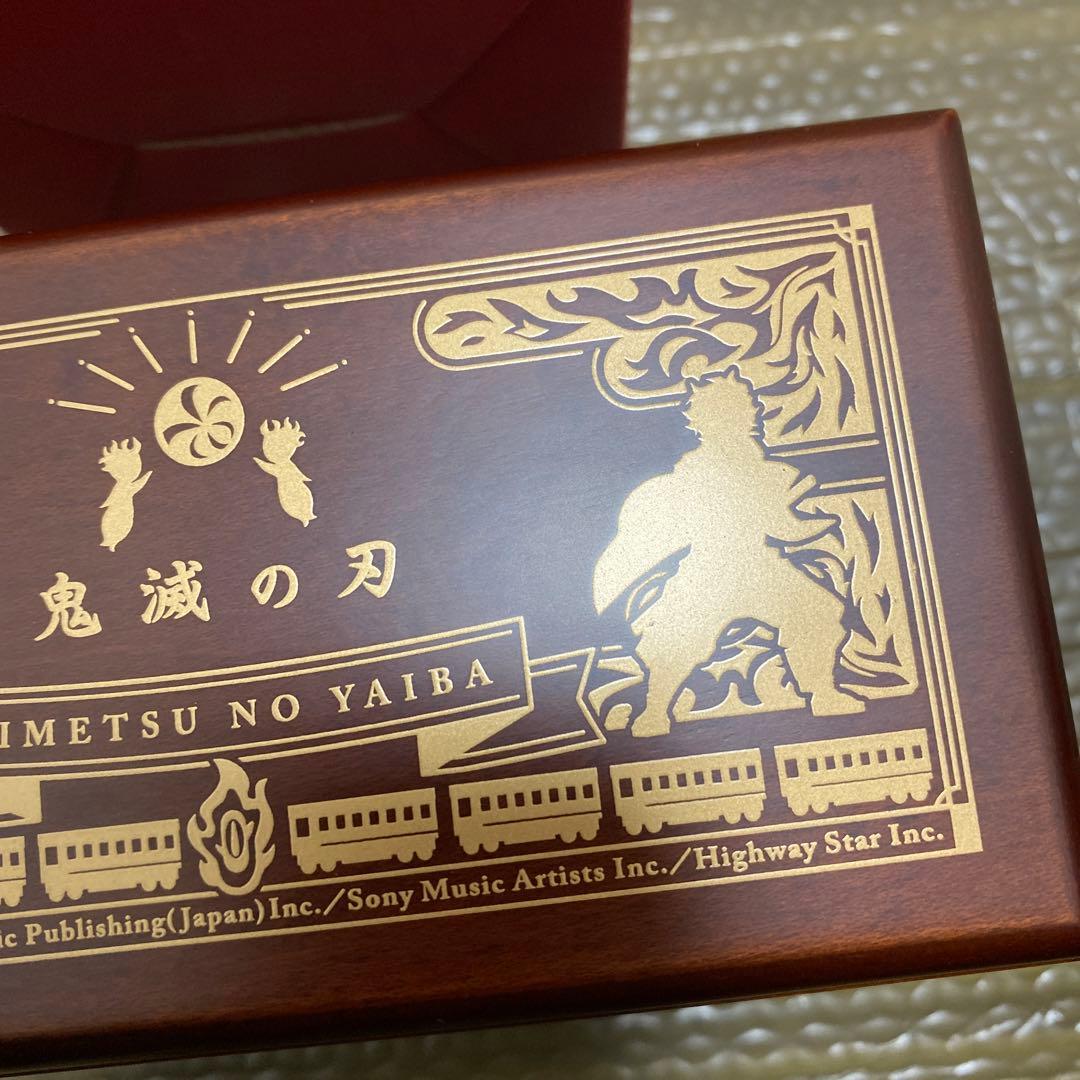 鬼滅の刃
IMETSU NO YAIBA
ic Publishing(Japan)Inc./Sony Music Artists Inc./Highway Star Inc.